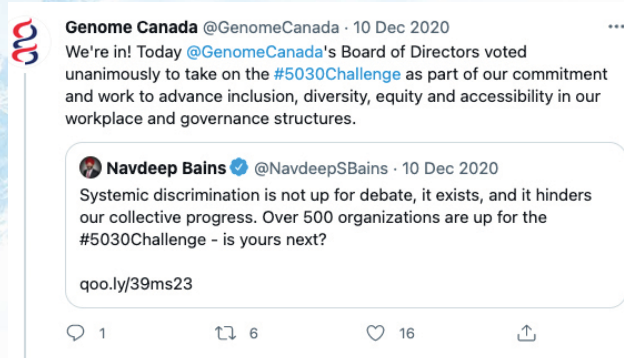 Genome Canada @GenomeCanada · 10 Dec 2020
We're in! Today @GenomeCanada's Board of Directors voted
unanimously to take on the #5030Challenge as part of our commitment
and work to advance inclusion, diversity, equity and accessibility in our
workplace and governance structures.
Navdeep Bains @NavdeepSBains · 10 Dec 2020
Systemic discrimination is not up for debate, it exists, and it hinders
our collective progress. Over 500 organizations are up for the
#5030Challenge - is yours next?
qoo.ly/39ms23
1 6 16